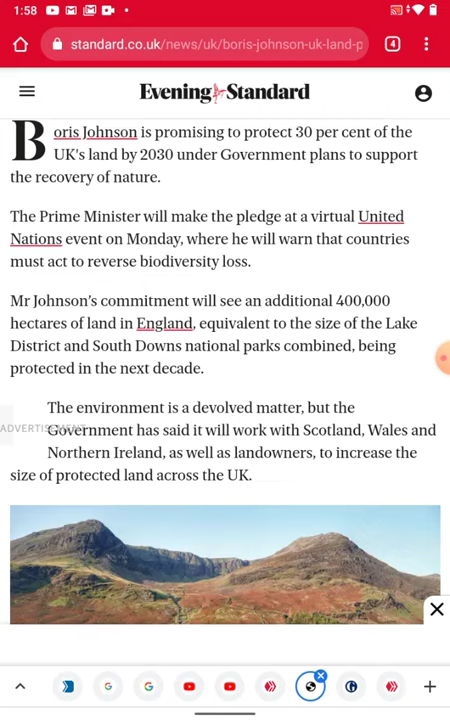 1:58
standard.co.uk/news/uk/boris-johnson-uk-land-p
4
Evening Standard
Boris Johnson is promising to protect 30 per cent of the
UK's land by 2030 under Government plans to support
the recovery of nature.
The Prime Minister will make the pledge at a virtual United
Nations event on Monday, where he will warn that countries
must act to reverse biodiversity loss.
Mr Johnson's commitment will see an additional 400,000
hectares of land in England, equivalent to the size of the Lake
District and South Downs national parks combined, being
protected in the next decade.
The environment is a devolved matter, but the
ADVERTISEMENT
Government has said it will work with Scotland, Wales and
Northern Ireland, as well as landowners, to increase the
size of protected land across the UK.